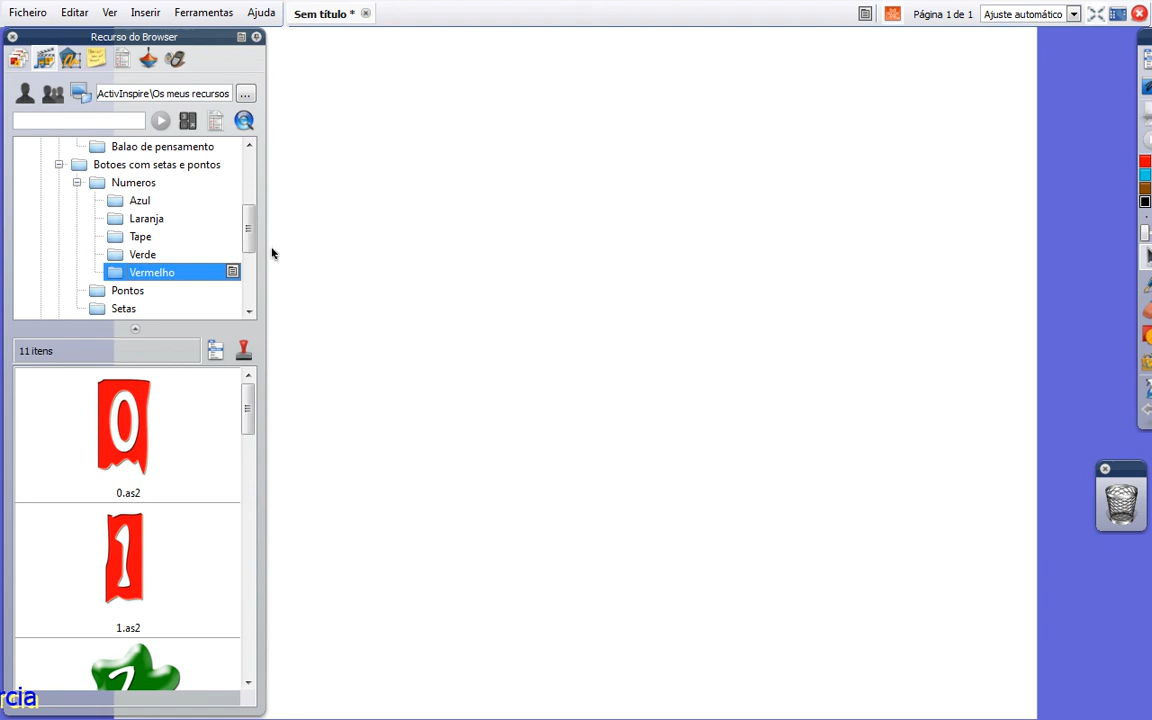 Ficheiro Editar Ver Inserir Ferramentas Ajuda Sem título * Página 1 de 1 Ajuste automático
Recurso do Browser
ActivInspire\Os meus recursos ...
Balao de pensamento
Botoes com setas e pontos
Numeros
Azul
Laranja
Tape
Verde
Vermelho
Pontos
Setas
11 itens
0
0.as2
1
1.as2
2
rcia